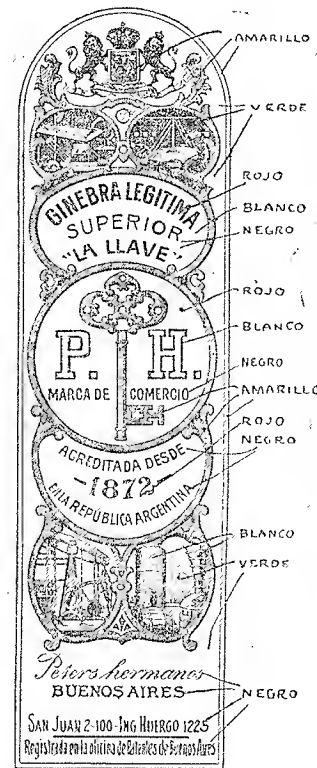 AMARILLO
VERDE
GINEBRA LEGITIMA
SUPERIOR
"LA LLAVE"
ROJO
BLANCO
NEGRO
ROJO
P. H.
BLANCO
MARCA DE COMERCIO
NEGRO
AMARILLO
ROJO
NEGRO
ACREDITADA DESDE
-1872-
EN LA REPÚBLICA ARGENTINA
BLANCO
VERDE
Peters hermanos
BUENOS AIRES
NEGRO
SAN JUAN 2-100-ING HUERGO 1225
Registrada en la oficina de Patentes de Buenos Aires